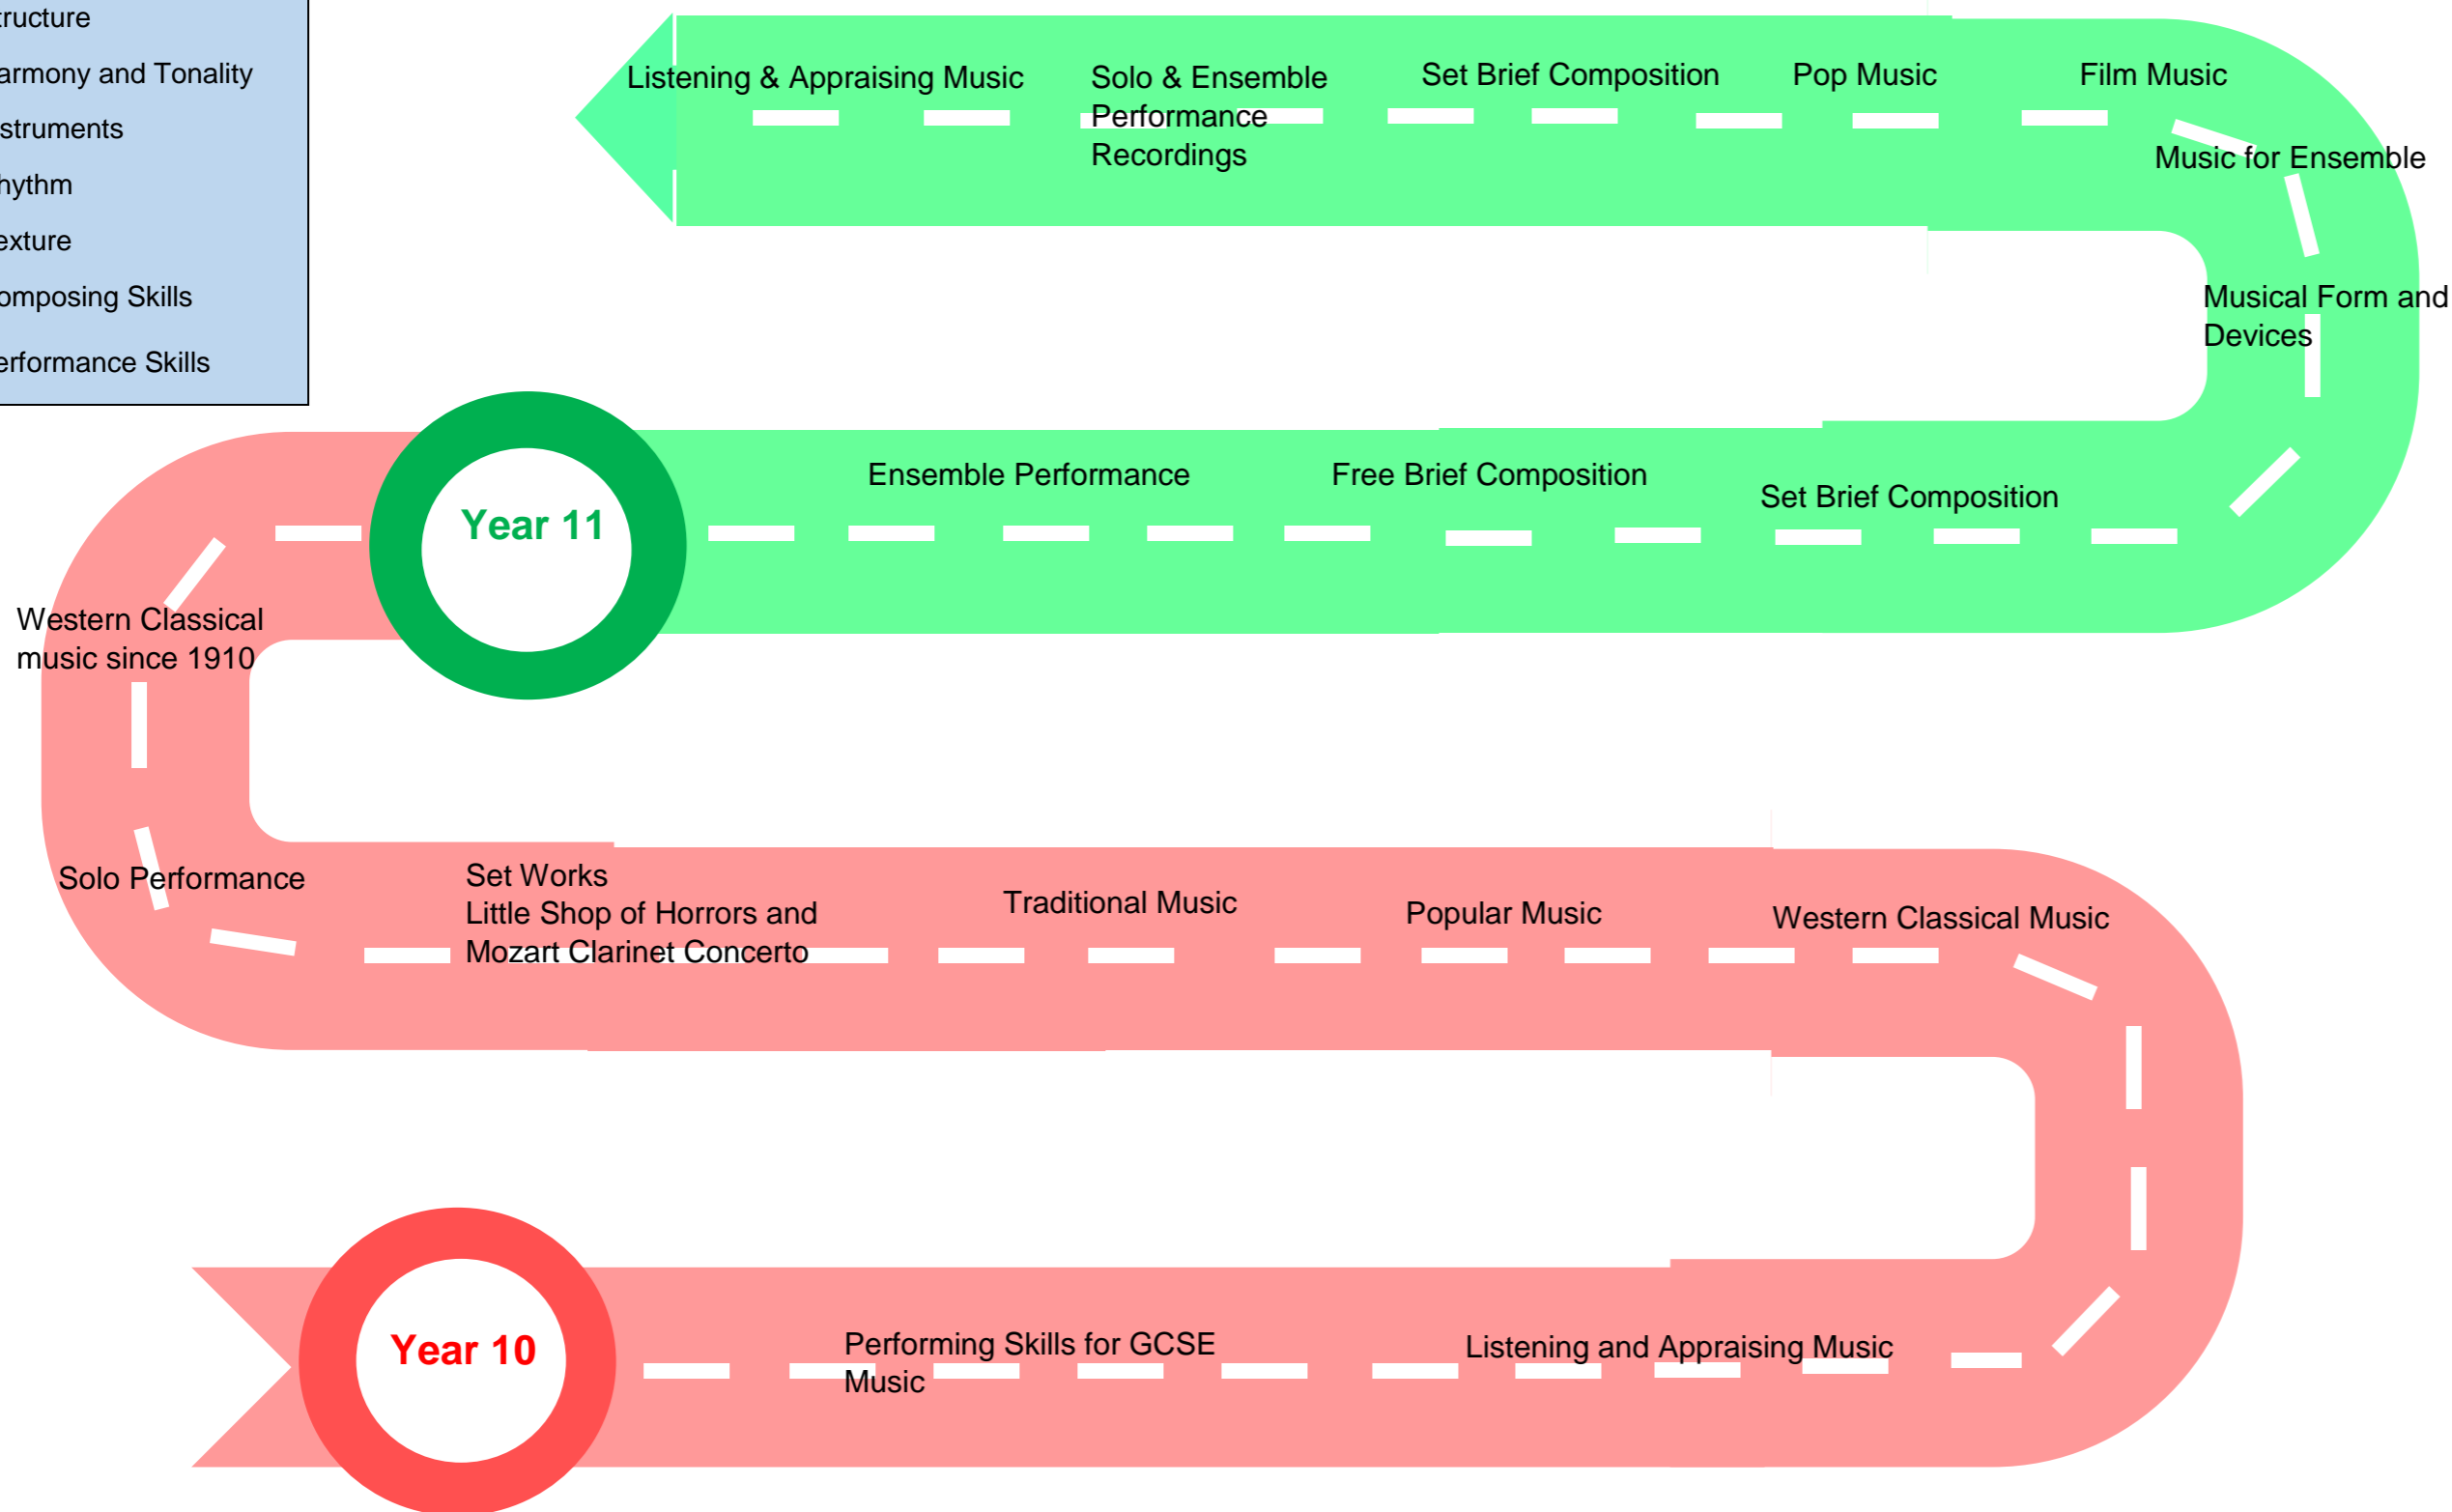 tructure
armony and Tonality
struments
hythm
exture
omposing Skills
erformance Skills
Listening & Appraising Music
Solo & Ensemble
Performance
Recordings
Set Brief Composition
Pop Music
Film Music
Music for Ensemble
Musical Form and
Devices
Year 11
Ensemble Performance
Free Brief Composition
Set Brief Composition
Western Classical
music since 1910
Solo Performance
Set Works
Little Shop of Horrors and
Mozart Clarinet Concerto
Traditional Music
Popular Music
Western Classical Music
Year 10
Performing Skills for GCSE
Music
Listening and Appraising Music